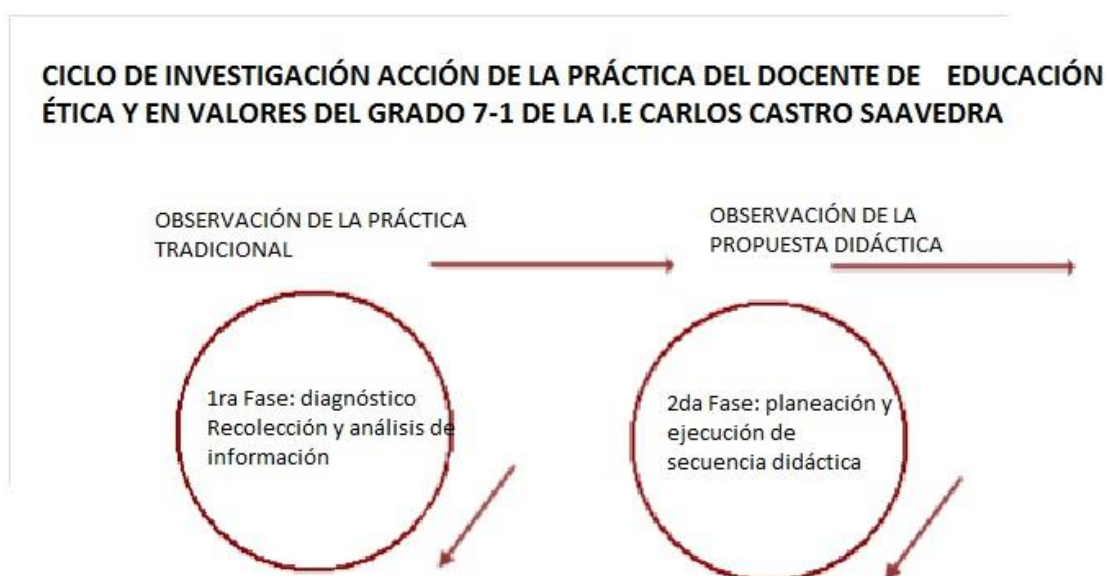 CICLO DE INVESTIGACIÓN ACCIÓN DE LA PRÁCTICA DEL DOCENTE DE EDUCACIÓN
ÉTICA Y EN VALORES DEL GRADO 7-1 DE LA I.E CARLOS CASTRO SAAVEDRA
OBSERVACIÓN DE LA PRÁCTICA
TRADICIONAL
OBSERVACIÓN DE LA
PROPUESTA DIDÁCTICA
1ra Fase: diagnóstico
Recolección y análisis de
información
2da Fase: planeación y
ejecución de
secuencia didáctica